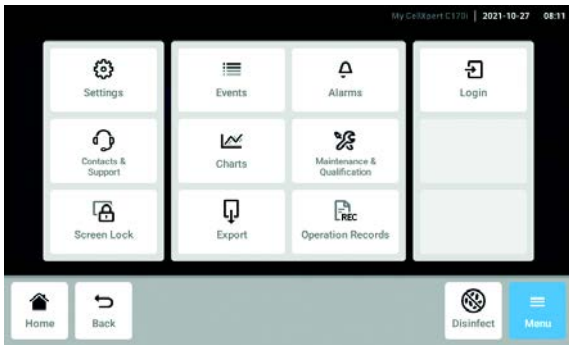 My CellXpert C170i | 2021-10-27 08:11
Settings
Events
Alarms
Login
Contacts &
Support
Charts
Maintenance &
Qualification
Screen Lock
Export
REC
Operation Records
Home
Back
Disinfect
Menu